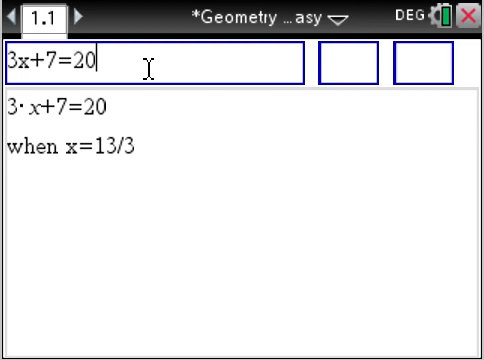 1.1 *Geometry ...asy DEG
3x+7=20
3· x+7=20
when x=13/3